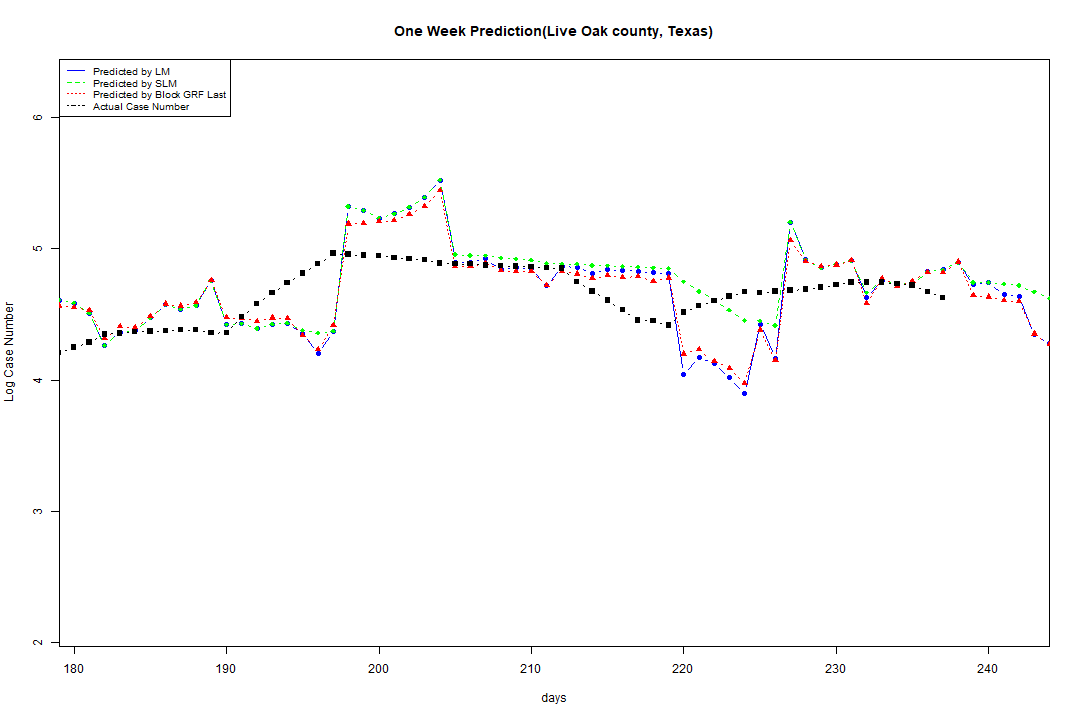 One Week Prediction(Live Oak county, Texas)
Predicted by LM
Predicted by SLM
Predicted by Block GRF Last
Actual Case Number
6
5
4
3
2
Log Case Number
180 190 200 210 220 230 240
days